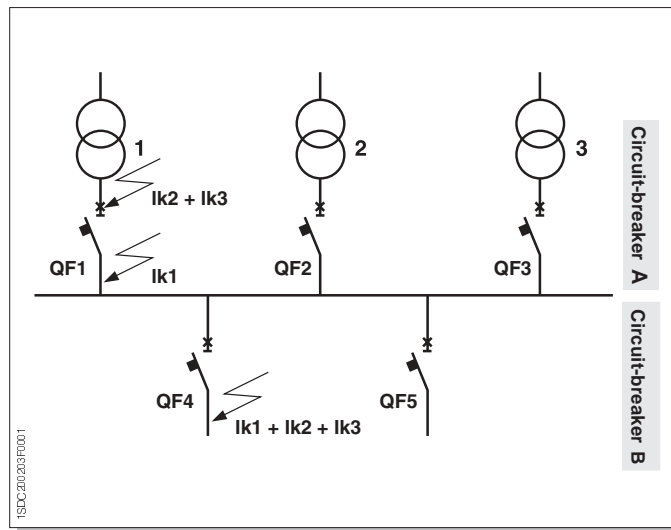 1
2
3
Ik2 + Ik3
QF1
Ik1
QF2
QF3
Circuit-breaker A
QF4
Ik1 + Ik2 + Ik3
QF5
Circuit-breaker B
1SDC200203F0001